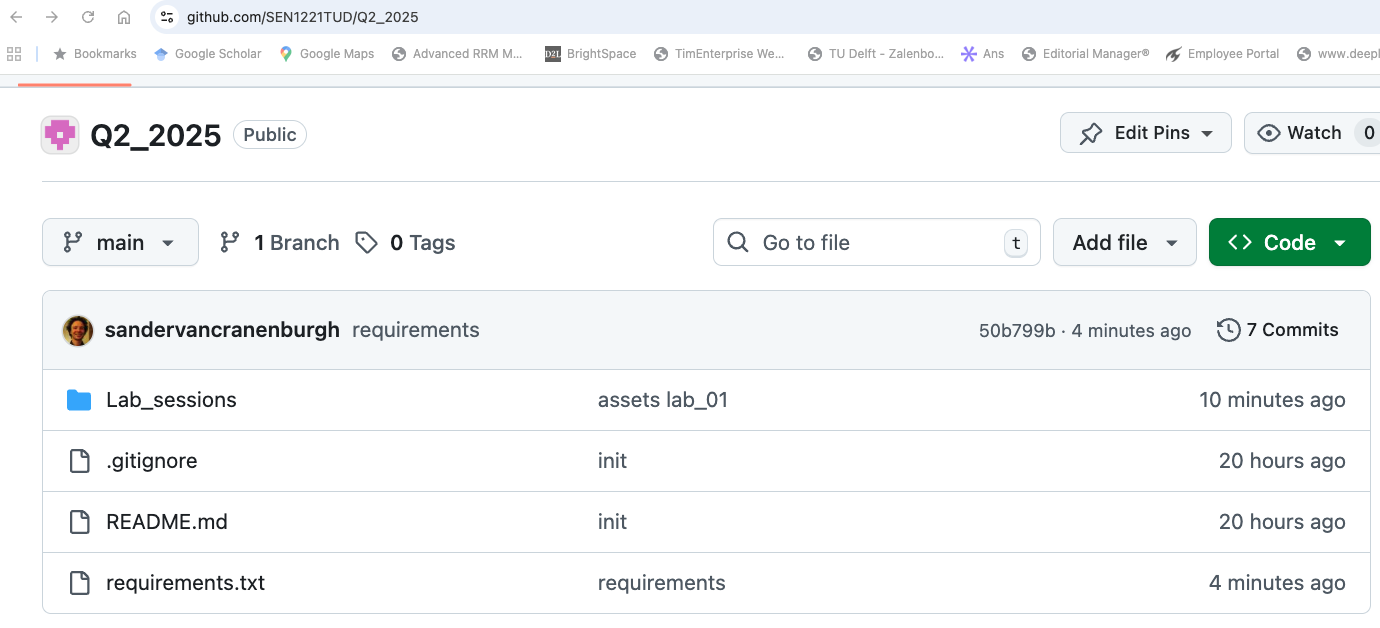 github.com/SEN1221TUD/Q2_2025
Bookmarks Google Scholar Google Maps Advanced RRM M... D2L BrightSpace TimEnterprise We... TU Delft - Zalenbo... Ans Editorial Manager® Employee Portal www.deepl
Q2_2025 Public Edit Pins Watch 0
main 1 Branch 0 Tags Go to file t Add file <> Code
sandervancranenburgh requirements 50b799b · 4 minutes ago 7 Commits
Lab_sessions assets lab_01 10 minutes ago
.gitignore init 20 hours ago
README.md init 20 hours ago
requirements.txt requirements 4 minutes ago